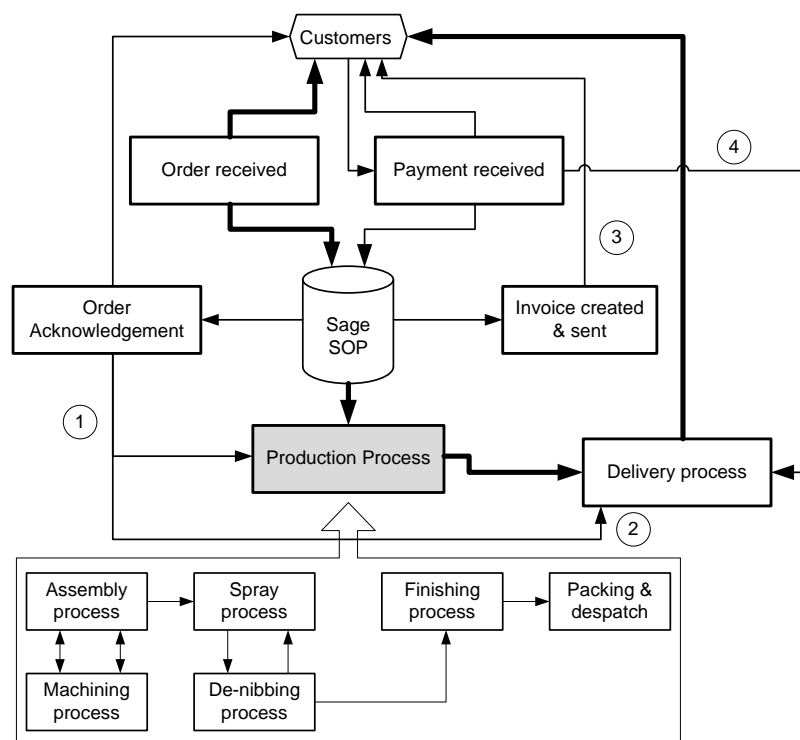 Customers
4
Order received
Payment received
3
Order
Acknowledgement
Sage
SOP
Invoice created
& sent
1
Production Process
Delivery process
2
Assembly
process
Spray
process
Finishing
process
Packing &
despatch
Machining
process
De-nibbing
process